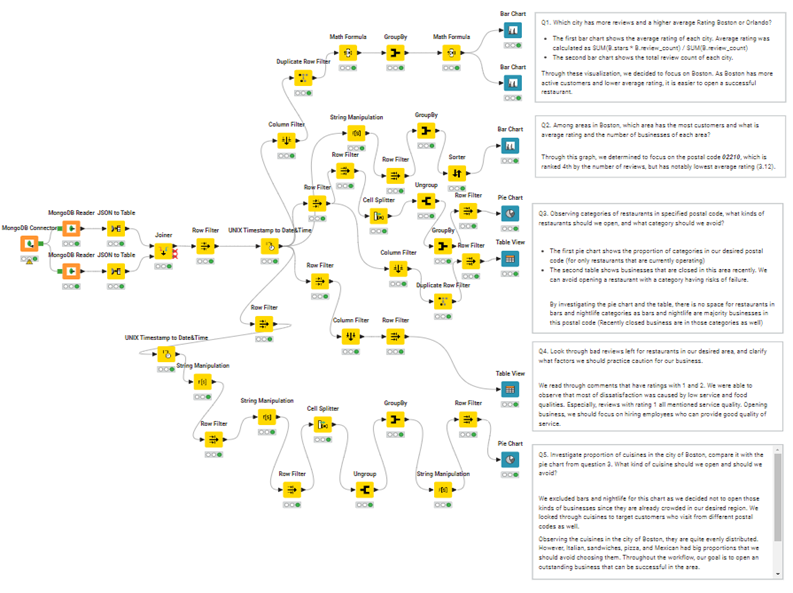 Bar Chart
Math Formula
GroupBy
Math Formula
Duplicate Row Filter
Bar Chart
Column Filter
String Manipulation
GroupBy
Bar Chart
Row Filter
Row Filter
Sorter
Row Filter
Cell Splitter
Ungroup
Row Filter
Pie Chart
MongoDB Connector
MongoDB Reader
JSON to Table
Joiner
Row Filter
UNIX Timestamp to Date&Time
GroupBy
Row Filter
Table View
MongoDB Reader
JSON to Table
Row Filter
Column Filter
Duplicate Row Filter
Row Filter
Column Filter
Row Filter
UNIX Timestamp to Date&Time
String Manipulation
Table View
Row Filter
String Manipulation
Cell Splitter
GroupBy
Row Filter
Pie Chart
Row Filter
Ungroup
String Manipulation
Q1. Which city has more reviews and a higher average Rating Boston or Orlando?
• The first bar chart shows the average rating of each city. Average rating was
calculated as SUM(B.stars * B.review_count) / SUM(B.review_count)
• The second bar chart shows the total review count of each city.
Through these visualization, we decided to focus on Boston. As Boston has more
active customers and lower average rating, it is easier to open a successful
restaurant.
Q2. Among areas in Boston, which area has the most customers and what is
average rating and the number of businesses of each area?
Through this graph, we determined to focus on the postal code 02210, which is
ranked 4th by the number of reviews, but has notably lowest average rating (3.12).
Q3. Observing categories of restaurants in specified postal code, what kinds of
restaurants should we open, and what category should we avoid?
• The first pie chart shows the proportion of categories in our desired postal
code (for only restaurants that are currently operating)
• The second table shows businesses that are closed in this area recently. We
can avoid opening a restaurant with a category having risks of failure.
By investigating the pie chart and the table, there is no space for restaurants in
bars and nightlife categories as bars and nightlife are majority businesses in
this postal code (Recently closed business are in those categories as well)
Q4. Look through bad reviews left for restaurants in our desired area, and clarify
what factors we should practice caution for our business.
We read through comments that have ratings with 1 and 2. We were able to
observe that most of dissatisfaction was caused by low service and food
qualities. Especially, reviews with rating 1 all mentioned service quality. Opening
business, we should focus on hiring employees who can provide good quality of
service.
Q5. Investigate proportion of cuisines in the city of Boston, compare it with the
pie chart from question 3. What kind of cuisine should we open and should we
avoid?
We excluded bars and nightlife for this chart as we decided not to open those
kinds of businesses since they are already crowded in our desired region. We
looked through cuisines to target customers who visit from different postal
codes as well.
Observing the cuisines in the city of Boston, they are quite evenly distributed.
However, Italian, sandwiches, pizza, and Mexican had big proportions that we
should avoid choosing them. Throughout the workflow, our goal is to open an
outstanding business that can be successful in the area.